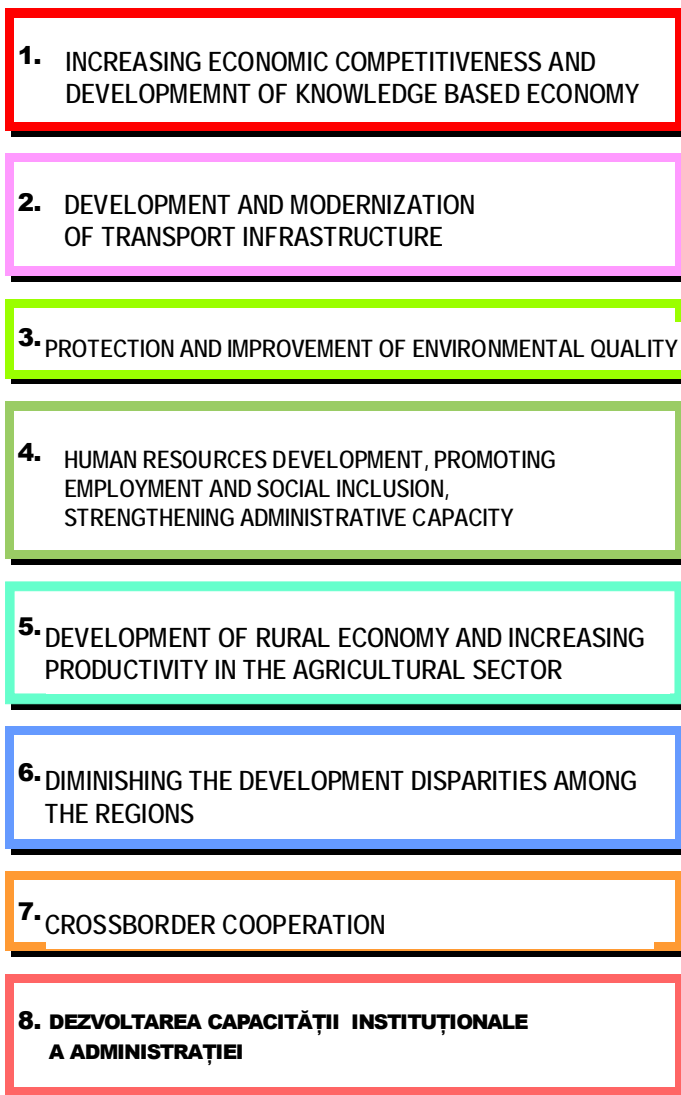 1. INCREASING ECONOMIC COMPETITIVENESS AND
DEVELOPMEMNT OF KNOWLEDGE BASED ECONOMY
2. DEVELOPMENT AND MODERNIZATION
OF TRANSPORT INFRASTRUCTURE
3. PROTECTION AND IMPROVEMENT OF ENVIRONMENTAL QUALITY
4. HUMAN RESOURCES DEVELOPMENT, PROMOTING
EMPLOYMENT AND SOCIAL INCLUSION,
STRENGTHENING ADMINISTRATIVE CAPACITY
5. DEVELOPMENT OF RURAL ECONOMY AND INCREASING
PRODUCTIVITY IN THE AGRICULTURAL SECTOR
6. DIMINISHING THE DEVELOPMENT DISPARITIES AMONG
THE REGIONS
7. CROSSBORDER COOPERATION
8. DEZVOLTAREA CAPACITĂȚII INSTITUȚIONALE
A ADMINISTRAȚIEI